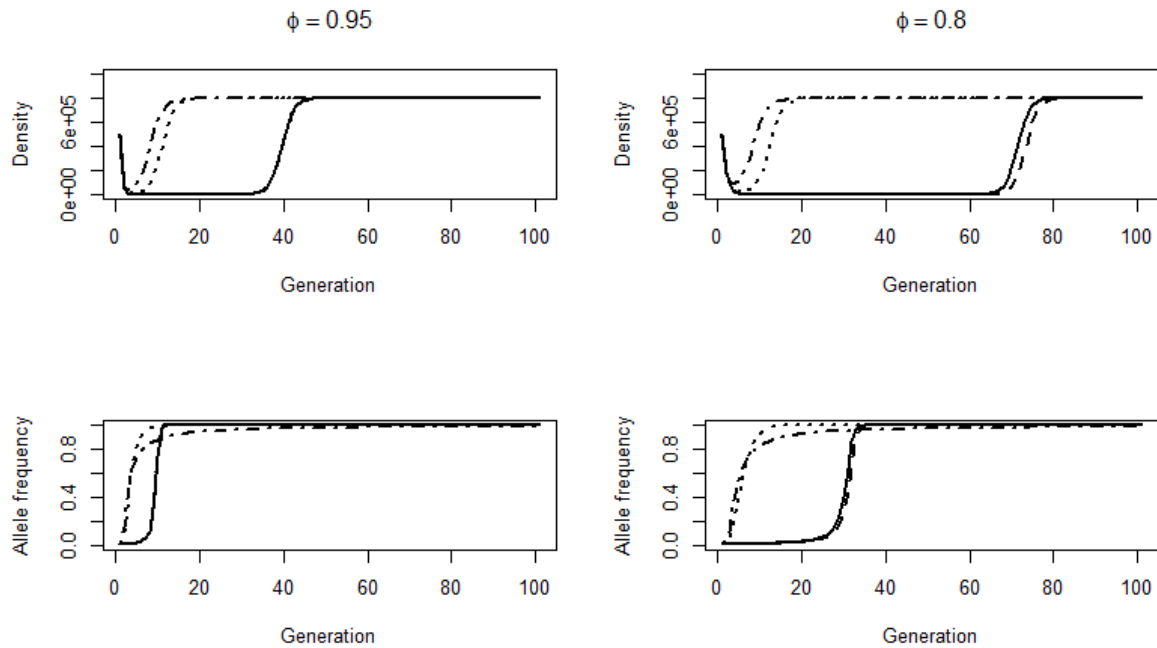 ϕ = 0.95
ϕ = 0.8
Density
0e+00 6e+05
0 20 40 60 80 100
Generation
Density
0e+00 6e+05
0 20 40 60 80 100
Generation
Allele frequency
0.0 0.4 0.8
0 20 40 60 80 100
Generation
Allele frequency
0.0 0.4 0.8
0 20 40 60 80 100
Generation